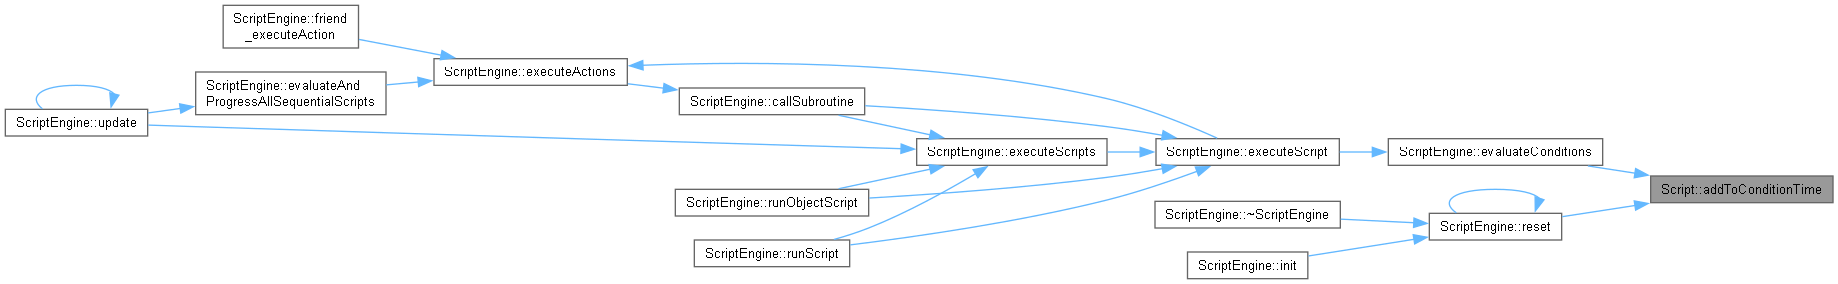 ScriptEngine::friend
_executeAction
ScriptEngine::executeActions
ScriptEngine::evaluateAnd
ProgressAllSequentialScripts
ScriptEngine::update
ScriptEngine::callSubroutine
ScriptEngine::executeScripts
ScriptEngine::executeScript
ScriptEngine::evaluateConditions
Script::addToConditionTime
ScriptEngine::runObjectScript
ScriptEngine::~ScriptEngine
ScriptEngine::reset
ScriptEngine::runScript
ScriptEngine::init